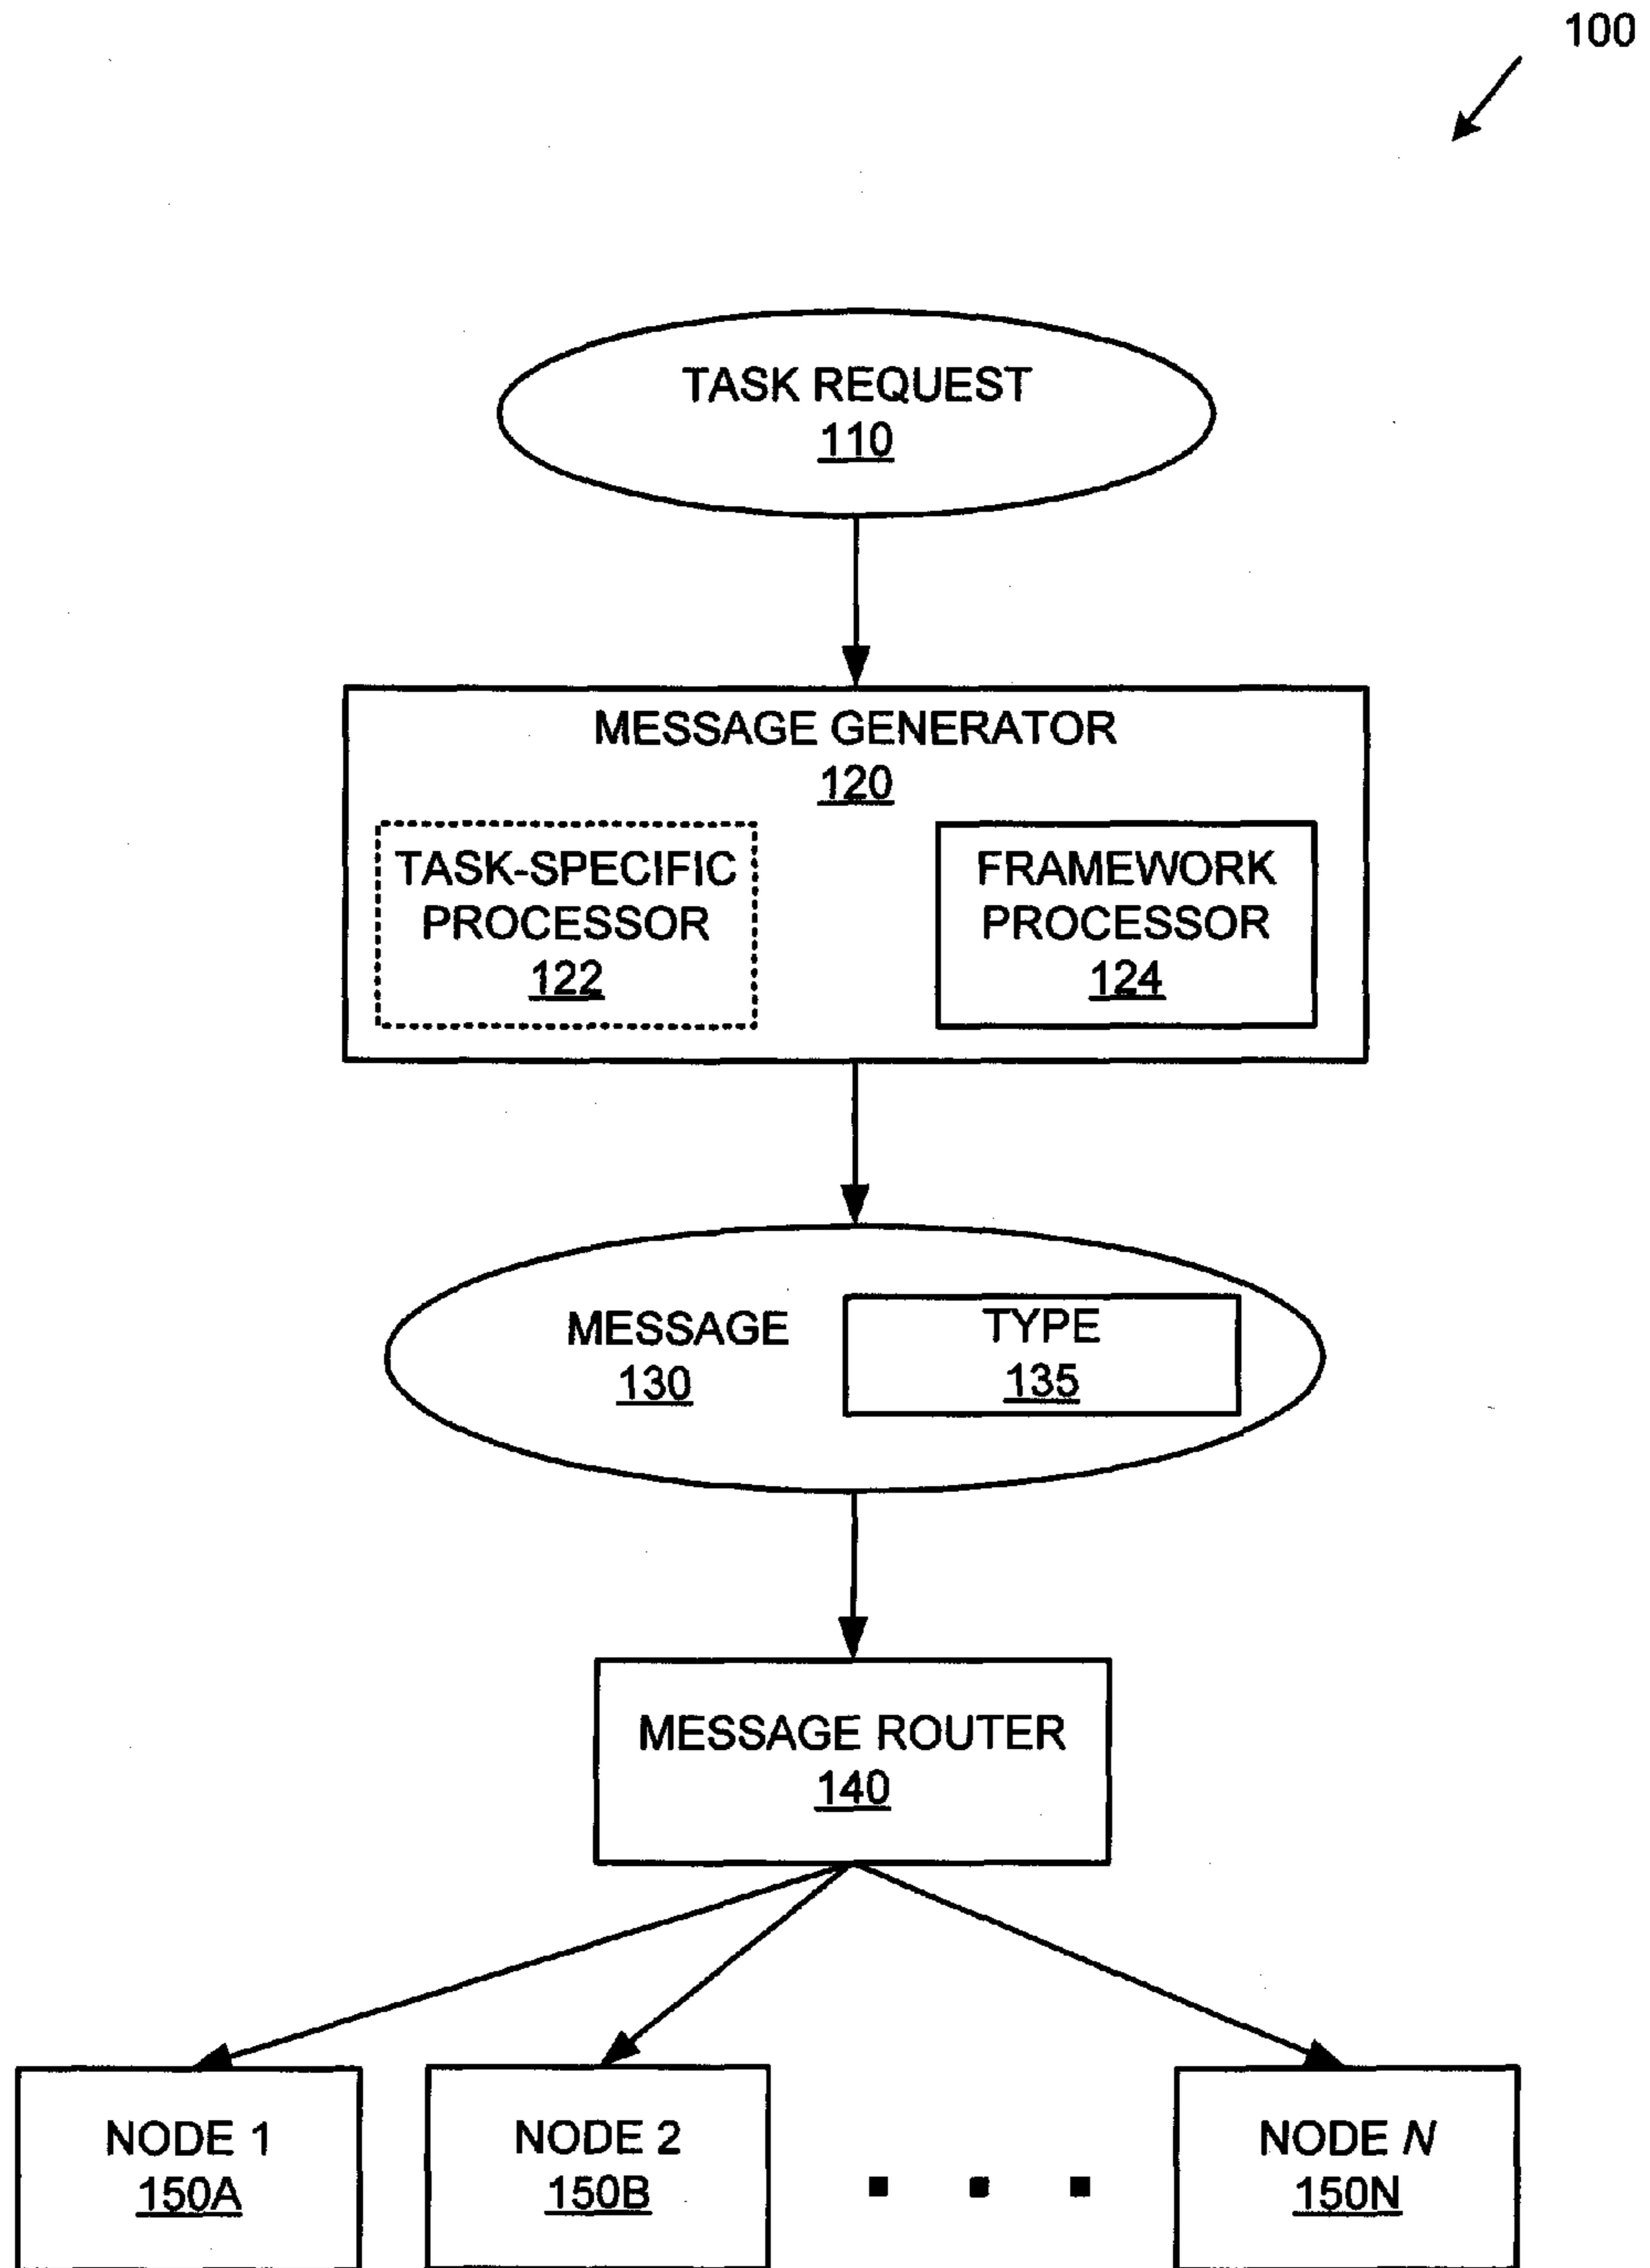 100
TASK REQUEST
110
MESSAGE GENERATOR
120
TASK-SPECIFIC
PROCESSOR
122
FRAMEWORK
PROCESSOR
124
MESSAGE
130
TYPE
135
MESSAGE ROUTER
140
NODE 1
150A
NODE 2
150B
NODE N
150N